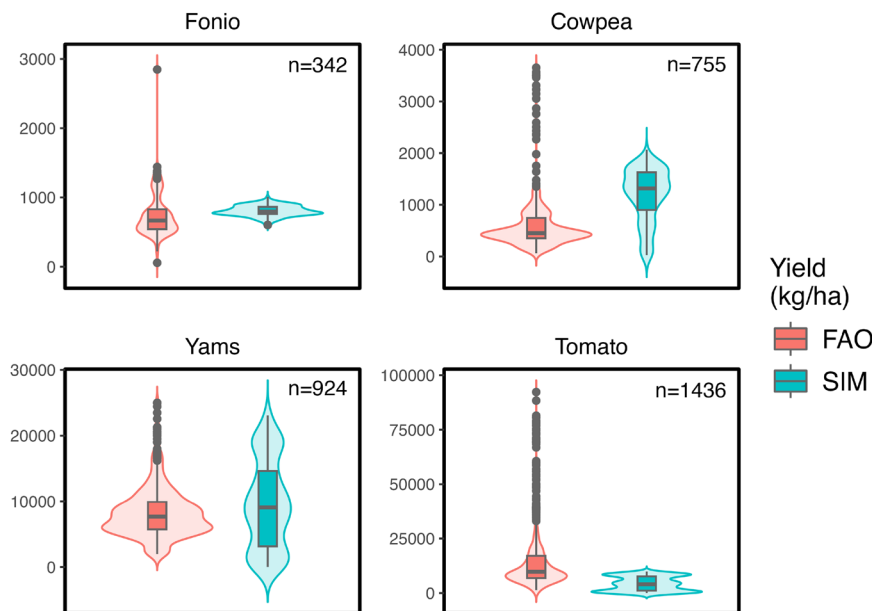 Fonio
n=342
3000
2000
1000
0
Cowpea
n=755
4000
3000
2000
1000
0
Yams
n=924
30000
20000
10000
0
Tomato
n=1436
100000
75000
50000
25000
0
Yield
(kg/ha)
FAO
SIM